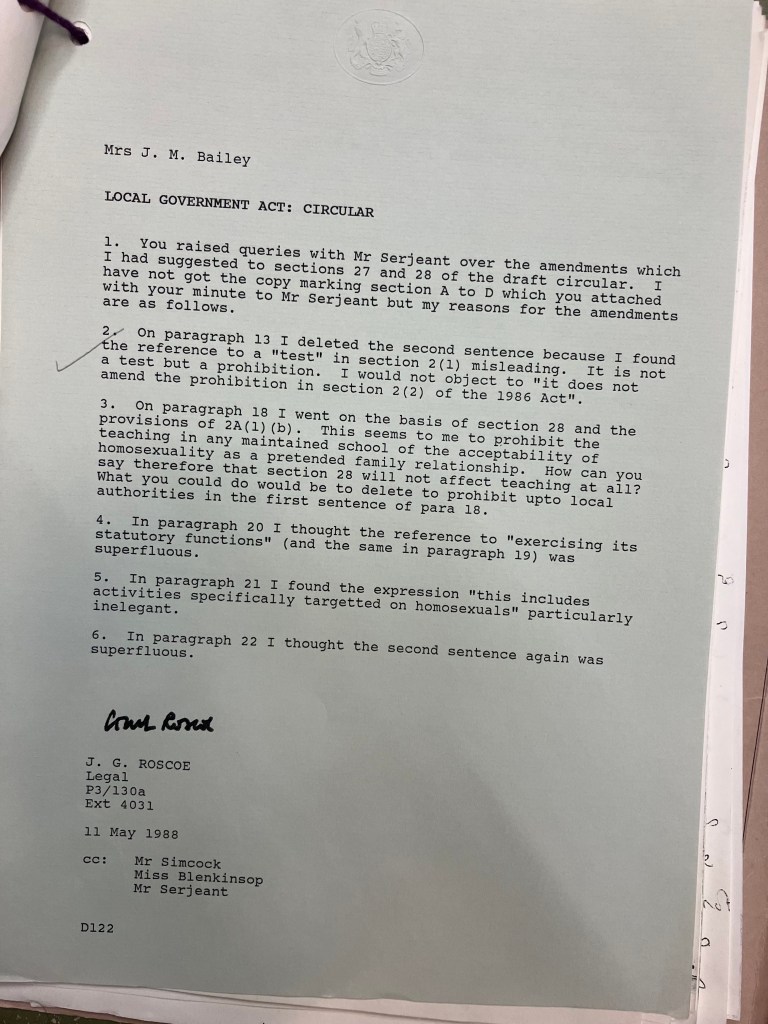 Mrs J. M. Bailey
LOCAL GOVERNMENT ACT: CIRCULAR
1. You raised queries with Mr Serjeant over the amendments which
I had suggested to sections 27 and 28 of the draft circular. I
have not got the copy marking section A to D which you attached
with your minute to Mr Serjeant but my reasons for the amendments
are as follows.
2. On paragraph 13 I deleted the second sentence because I found
the reference to a "test" in section 2(1) misleading. It is not
a test but a prohibition. I would not object to "it does not
amend the prohibition in section 2(2) of the 1986 Act".
3. On paragraph 18 I went on the basis of section 28 and the
provisions of 2A(1)(b). This seems to me to prohibit the
teaching in any maintained school of the acceptability of
homosexuality as a pretended family relationship. How can you
say therefore that section 28 will not affect teaching at all?
What you could do would be to delete to prohibit upto local
authorities in the first sentence of para 18.
4. In paragraph 20 I thought the reference to "exercising its
statutory functions" (and the same in paragraph 19) was
superfluous.
5. In paragraph 21 I found the expression "this includes
activities specifically targetted on homosexuals" particularly
inelegant.
6. In paragraph 22 I thought the second sentence again was
superfluous.
J. G. ROSCOE
Legal
P3/130a
Ext 4031
11 May 1988
cc: Mr Simcock
Miss Blenkinsop
Mr Serjeant
D122